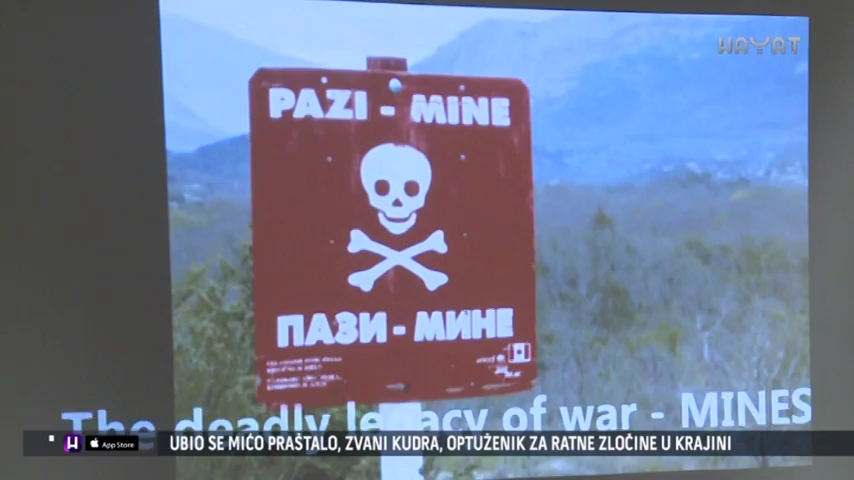 HAYAT
PAZI - MINE
ПАЗИ - МИНЕ
unicef
The deadly legacy of war - MINES
App Store
UBIO SE MIĆO PRAŠTALO, ZVANI KUDRA, OPTUŽENIK ZA RATNE ZLOČINE U KRAJINI